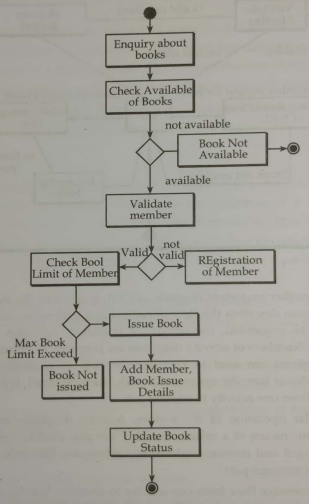 Enquiry about
books
Check Available
of Books
not available
Book Not
Available
available
Validate
member
Valid
not
valid
Check Bool
Limit of Member
REgistration
of Member
Issue Book
Max Book
Limit Exceed
Book Not
issued
Add Member,
Book Issue
Details
Update Book
Status